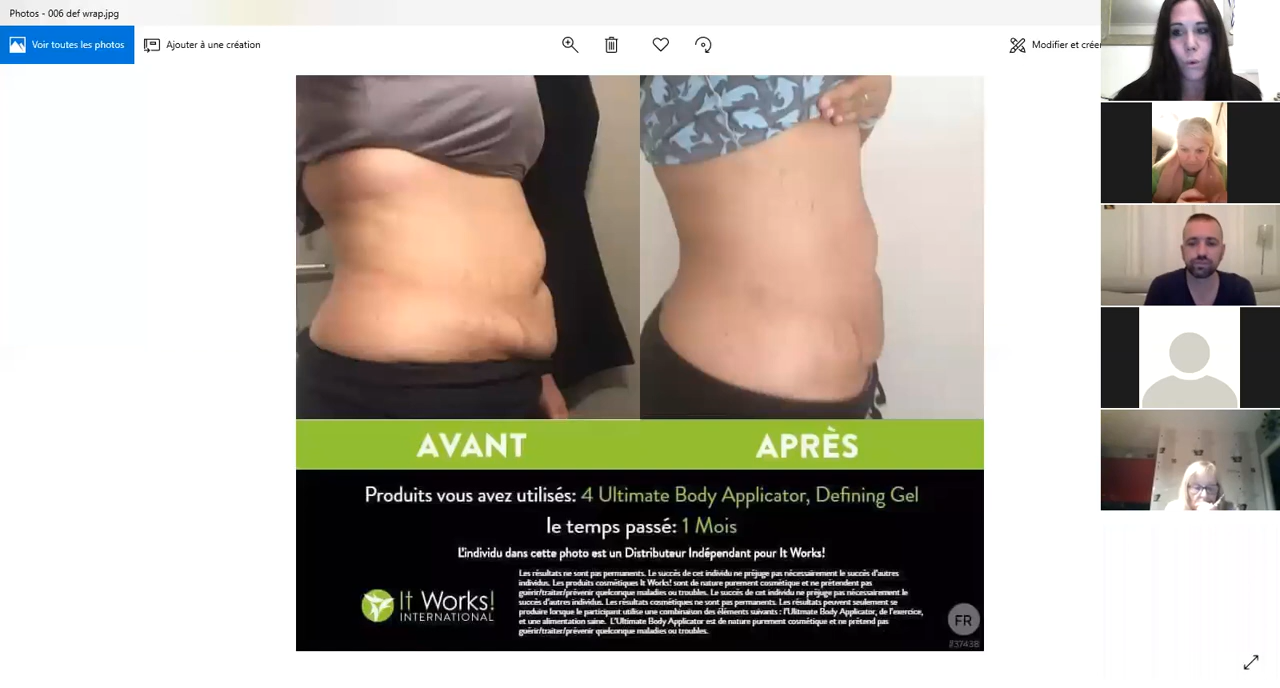 Photos - 006 def wrap.jpg
Voir toutes les photos
Ajouter à une création
Modifier et créer
AVANT
APRÈS
Produits vous avez utilisés: 4 Ultimate Body Applicator, Defining Gel
le temps passé: 1 Mois
L'individu dans cette photo est un Distributeur Indépendant pour It Works!
Les résultats ne sont pas permanents. Le succès de cet individu ne préjuge pas nécessairement le succès d'autres
individus. Les produits cosmétiques It Works! sont de nature purement cosmétique et ne prétendent pas
guérir/traiter/prévenir quelconque maladies ou troubles. Le succès de cet individu ne préjuge pas nécessairement le
succès d'autres individus. Les résultats cosmétiques ne sont pas permanents. Les résultats peuvent seulement se
produire lorsque le participant utilise une combinaison des éléments suivants : l'Ultimate Body Applicator, de l'exercice,
et une alimentation saine. L'Ultimate Body Applicator est de nature purement cosmétique et ne prétend pas
guérir/traiter/prévenir quelconque maladies ou troubles.
It Works!
INTERNATIONAL
FR
#37438